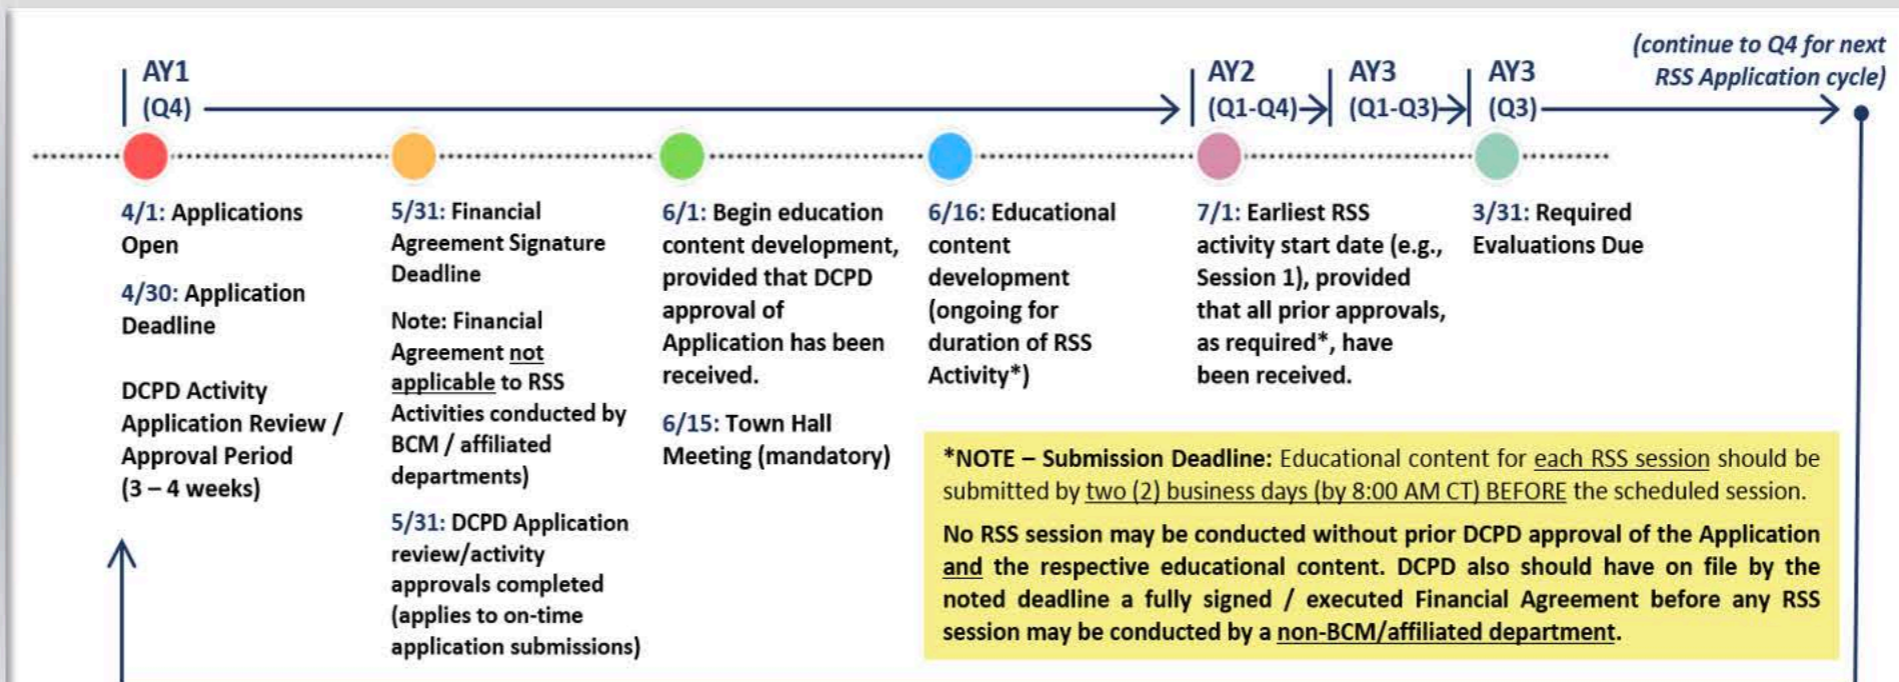 (continue to Q4 for next
RSS Application cycle)
AY1
(Q4)
AY2
(Q1-Q4)
AY3
(Q1-Q3)
AY3
(Q3)
4/1: Applications
Open
4/30: Application
Deadline
DCPD Activity
Application Review /
Approval Period
(3 – 4 weeks)
5/31: Financial
Agreement Signature
Deadline
Note: Financial
Agreement not
applicable to RSS
Activities conducted by
BCM / affiliated
departments)
5/31: DCPD Application
review/activity
approvals completed
(applies to on-time
application submissions)
6/1: Begin education
content development,
provided that DCPD
approval of
Application has been
received.
6/15: Town Hall
Meeting (mandatory)
6/16: Educational
content
development
(ongoing for
duration of RSS
Activity*)
7/1: Earliest RSS
activity start date (e.g.,
Session 1), provided
that all prior approvals,
as required*, have
been received.
3/31: Required
Evaluations Due
*NOTE – Submission Deadline: Educational content for each RSS session should be
submitted by two (2) business days (by 8:00 AM CT) BEFORE the scheduled session.
No RSS session may be conducted without prior DCPD approval of the Application
and the respective educational content. DCPD also should have on file by the
noted deadline a fully signed / executed Financial Agreement before any RSS
session may be conducted by a non-BCM/affiliated department.